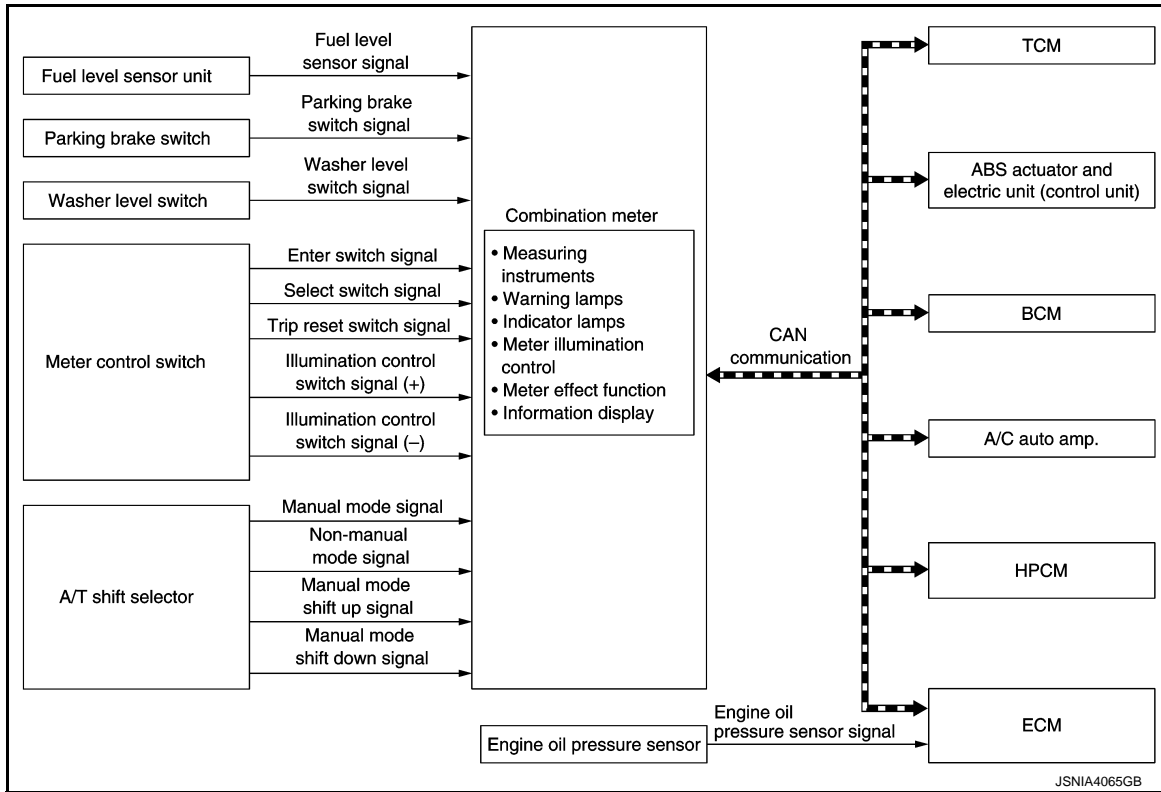 Fuel level sensor unit
Fuel level
sensor signal
Parking brake switch
Parking brake
switch signal
Washer level switch
Washer level
switch signal
Meter control switch
Enter switch signal
Select switch signal
Trip reset switch signal
Illumination control
switch signal (+)
Illumination control
switch signal (–)
A/T shift selector
Manual mode signal
Non-manual
mode signal
Manual mode
shift up signal
Manual mode
shift down signal
Combination meter
• Measuring
instruments
• Warning lamps
• Indicator lamps
• Meter illumination
control
• Meter effect function
• Information display
CAN
communication
TCM
ABS actuator and
electric unit (control unit)
BCM
A/C auto amp.
HPCM
ECM
Engine oil pressure sensor
Engine oil
pressure sensor signal
JSNIA4065GB